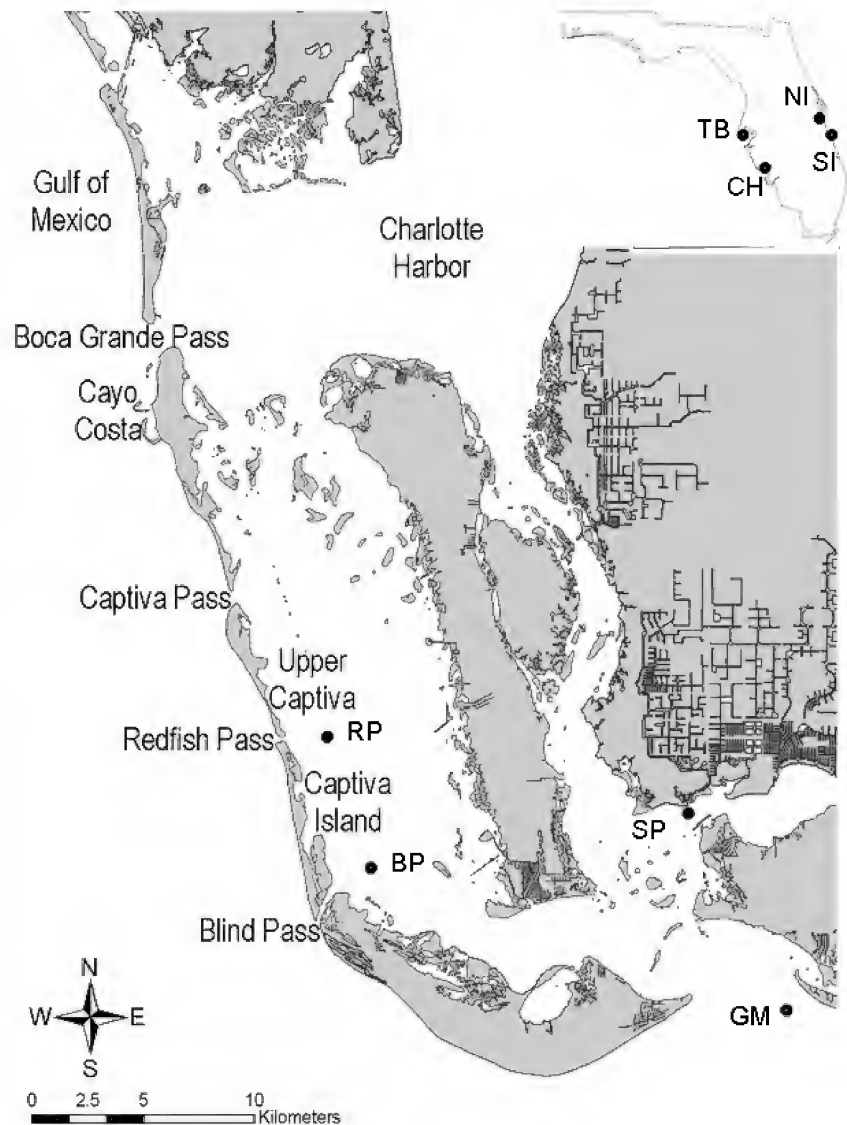 NI
TB
SI
CH
Gulf of
Mexico
Charlotte
Harbor
Boca Grande Pass
Cayo
Costa
Captiva Pass
Upper
Captiva
RP
Redfish Pass
Captiva
Island
SP
BP
Blind Pass
N
W E
S
GM
0 2.5 5 10
Kilometers